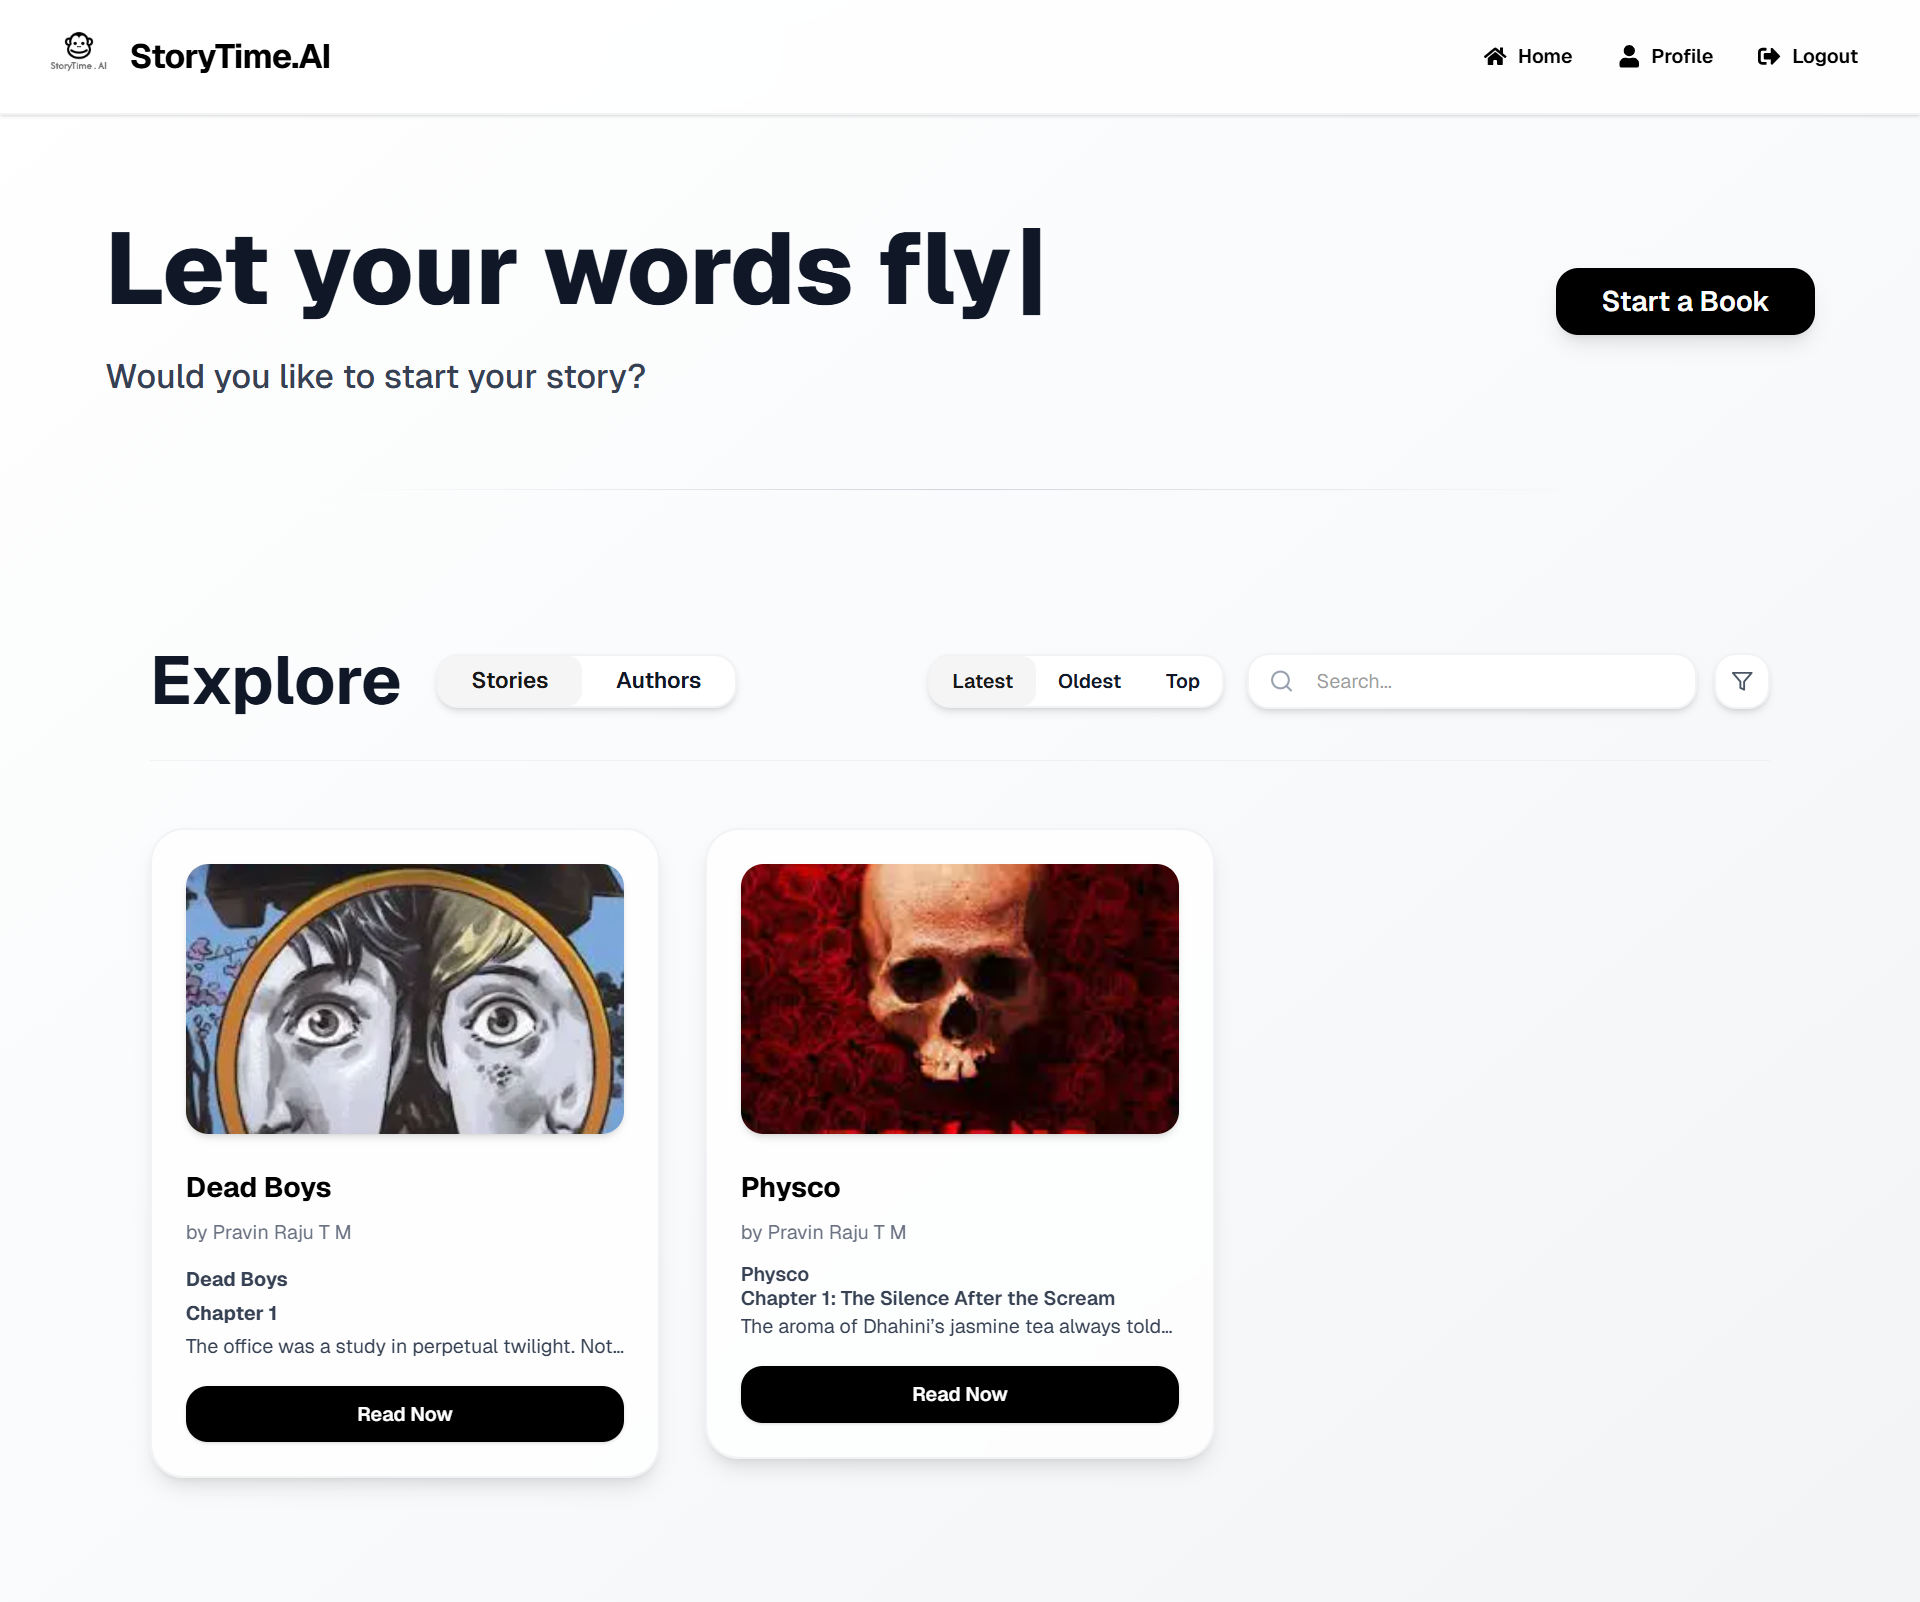 StoryTime . AI
StoryTime.AI
Home
Profile
Logout
Let your words fly|
Would you like to start your story?
Start a Book
Explore
Stories
Authors
Latest
Oldest
Top
Search...
Dead Boys
by Pravin Raju T M
Dead Boys
Chapter 1
The office was a study in perpetual twilight. Not...
Read Now
Physco
by Pravin Raju T M
Physco
Chapter 1: The Silence After the Scream
The aroma of Dhahini’s jasmine tea always told...
Read Now